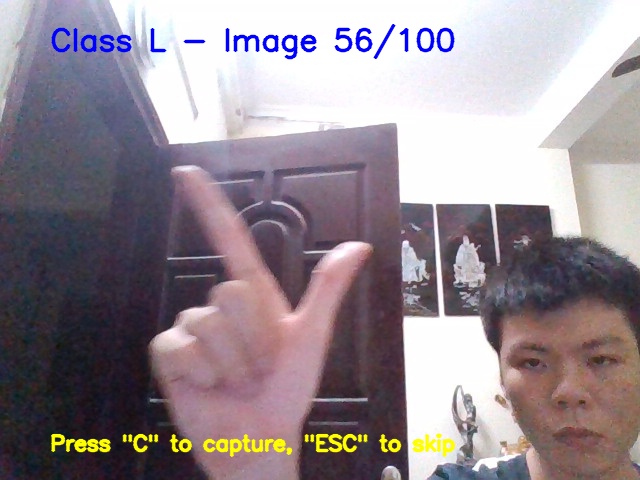 Class L - Image 56/100
Press "C" to capture, "ESC" to skip